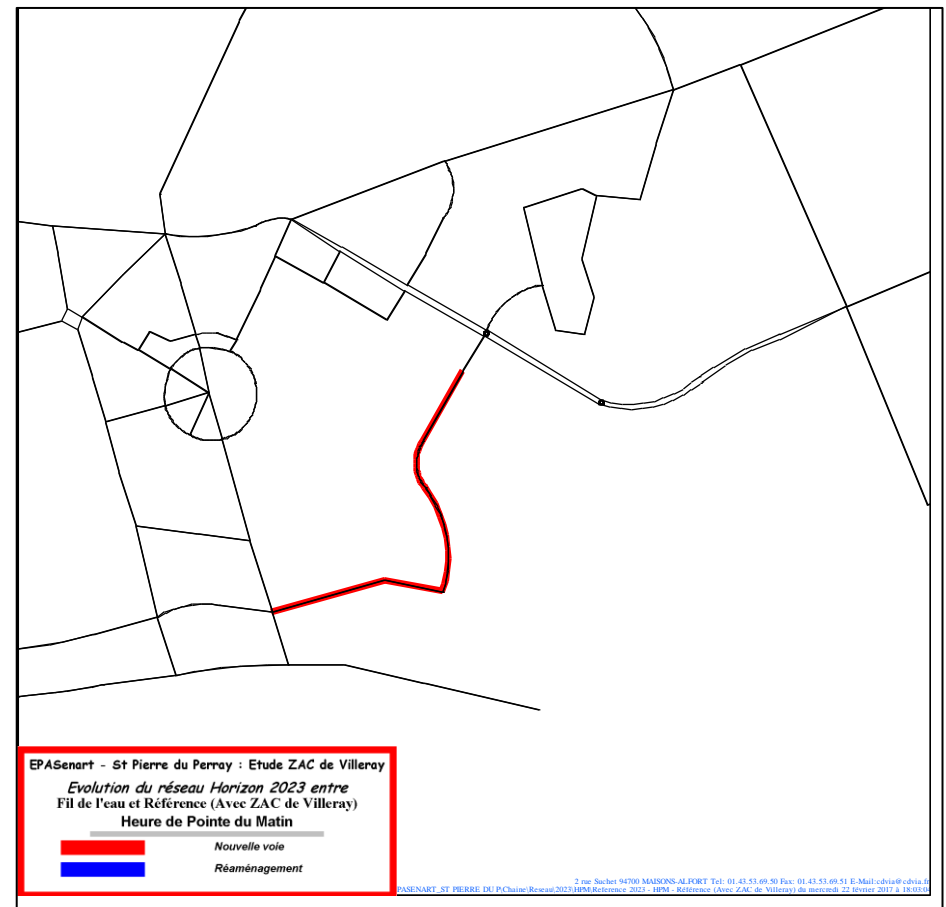 EPASenart - St Pierre du Perray : Etude ZAC de Villeray
Evolution du réseau Horizon 2023 entre
Fil de l'eau et Référence (Avec ZAC de Villeray)
Heure de Pointe du Matin
Nouvelle voie
Réaménagement
2 rue Suchet 94700 MAISONS-ALFORT Tel: 01.43.53.69.50 Fax: 01.43.53.69.51 E-Mail:cdvia@cdvia.fr
PASENART_ST PIERRE DU P\Chaine\Reseau\2023\HPM\Reference 2023 - HPM - Référence (Avec ZAC de Villeray) du mercredi 22 février 2017 à 18:03:04